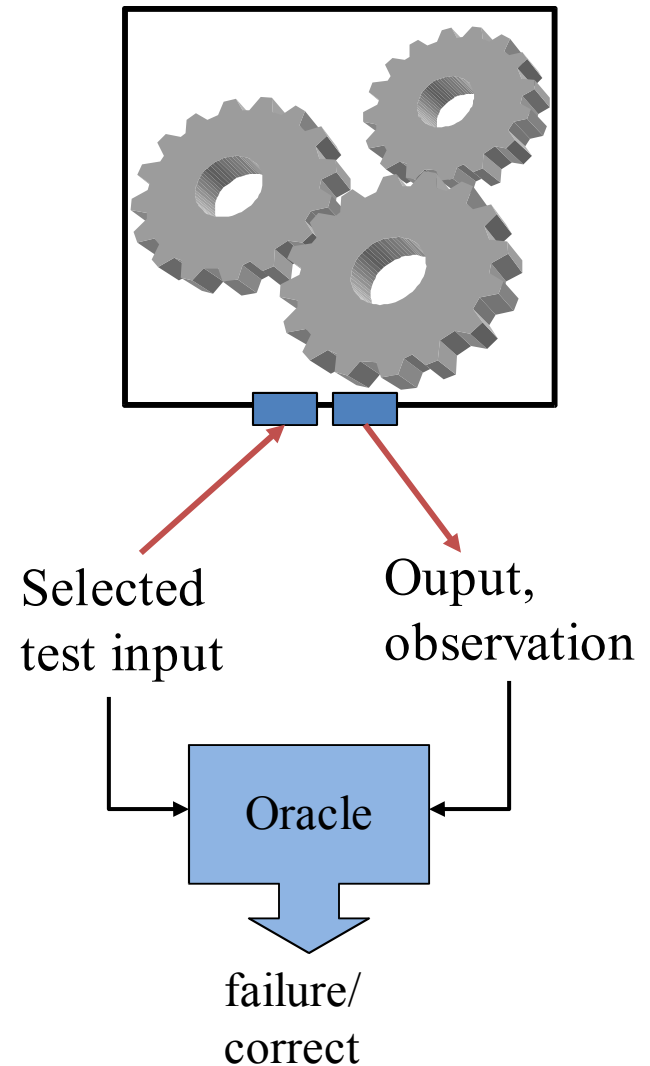 Selected
test input
Ouput,
observation
Oracle
failure/
correct